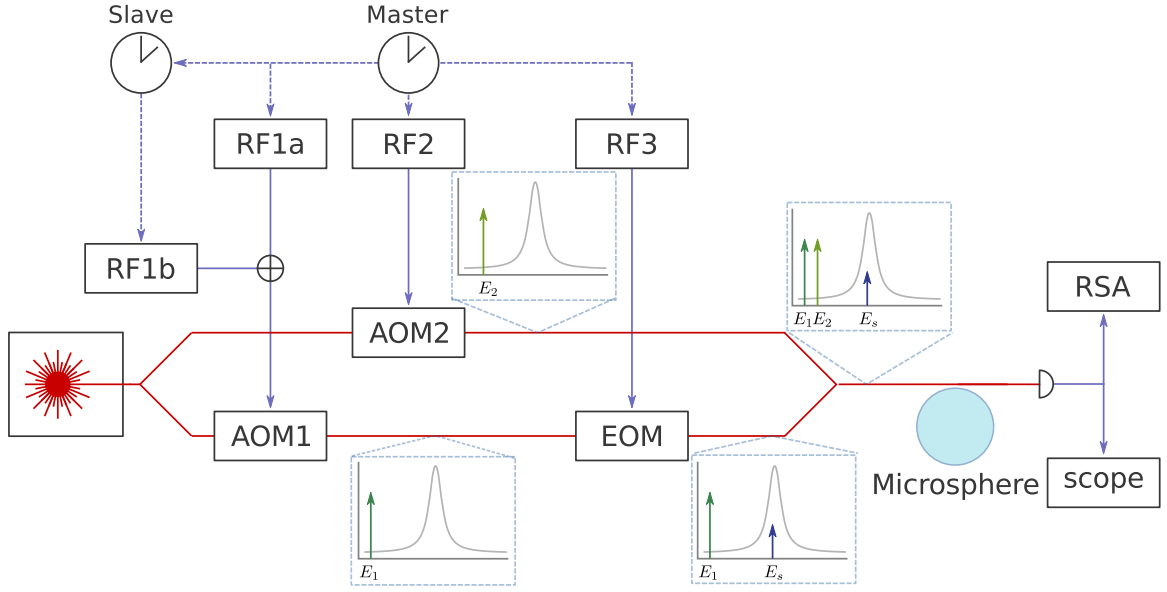 Slave
Master
RF1a
RF2
RF3
RF1b
E2
E1E2
Es
RSA
AOM2
AOM1
EOM
Microsphere
scope
E1
E1
Es